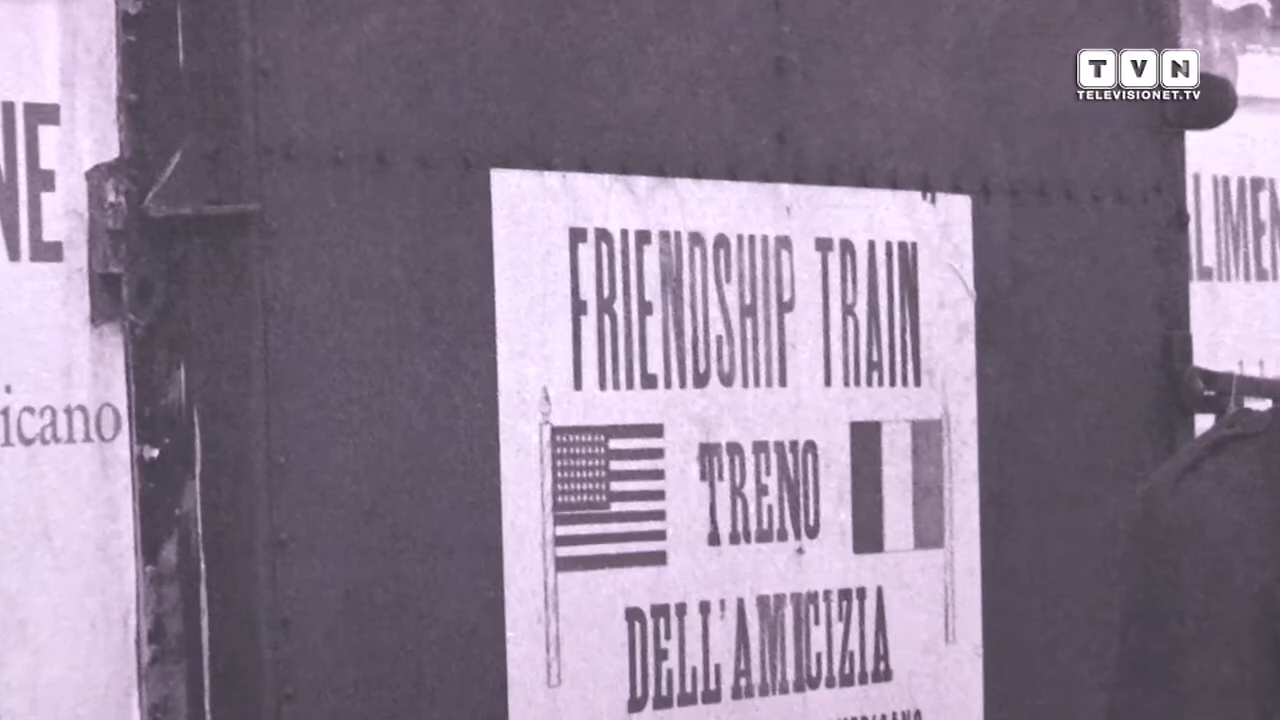 TVN
TELEVISIONET.TV
NE
icano
FRIENDSHIP TRAIN
TRENO
DELL'AMICIZIA
LIMEN